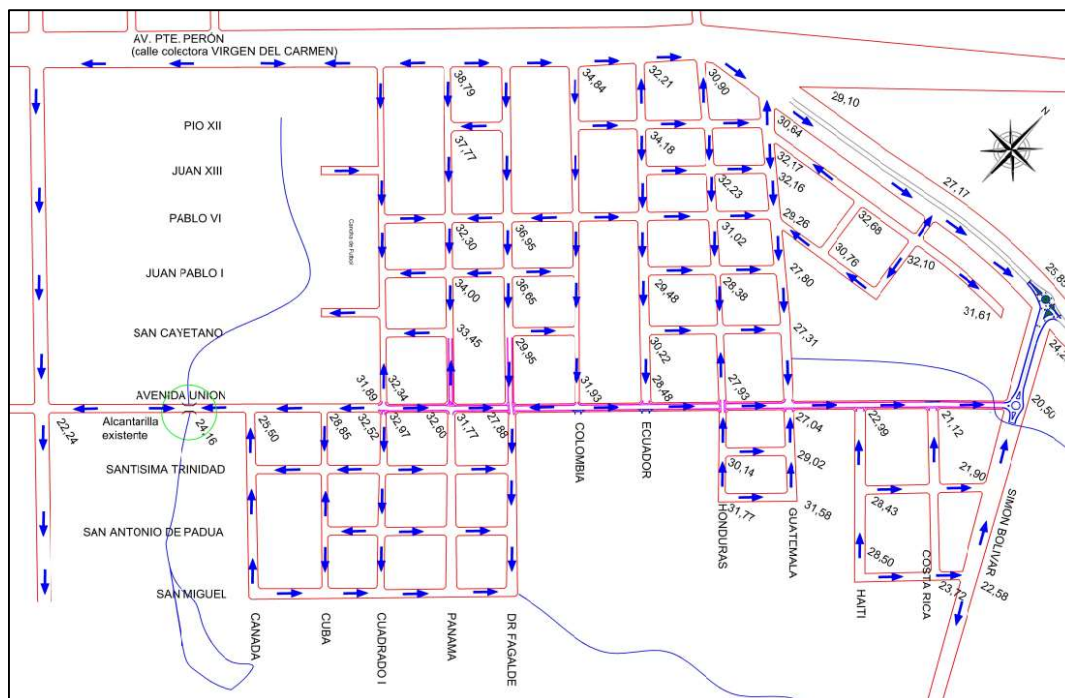 AV. PTE. PERÓN
(calle colectora VIRGEN DEL CARMEN)
38,79
34,84
32,21
30,90
29,10
N
PIO XII
37,77
34,18
30,64
JUAN XIII
32,17
32,16
32,23
27,17
PABLO VI
Cancha de Futbol
32,30
36,95
31,02
29,26
32,68
30,76
32,10
JUAN PABLO I
34,00
36,65
29,48
28,38
27,80
25,85
31,61
SAN CAYETANO
33,45
29,95
30,22
27,31
24,2
AVENIDA UNION
31,89
32,34
31,93
28,48
27,93
20,50
Alcantarilla
existente
22,24
24,16
25,50
28,85
32,52
32,97
32,60
31,77
27,88
27,04
22,99
21,12
COLOMBIA
ECUADOR
SANTISIMA TRINIDAD
30,14
29,02
21,90
SAN ANTONIO DE PADUA
31,77
31,58
28,43
SIMON BOLIVAR
HONDURAS
GUATEMALA
28,50
SAN MIGUEL
23,72
22,58
CANADA
CUBA
CUADRADO I
PANAMA
DR FAGALDE
HAITI
COSTA RICA